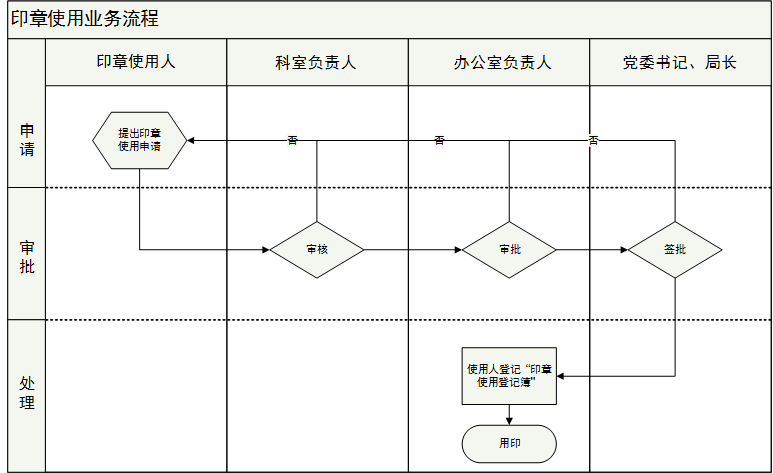 印章使用业务流程
印章使用人
科室负责人
办公室负责人
党委书记、局长
申
请
提出印章
使用申请
否
否
否
审
批
审核
审批
签批
处
理
使用人登记“印章
使用登记簿”
用印